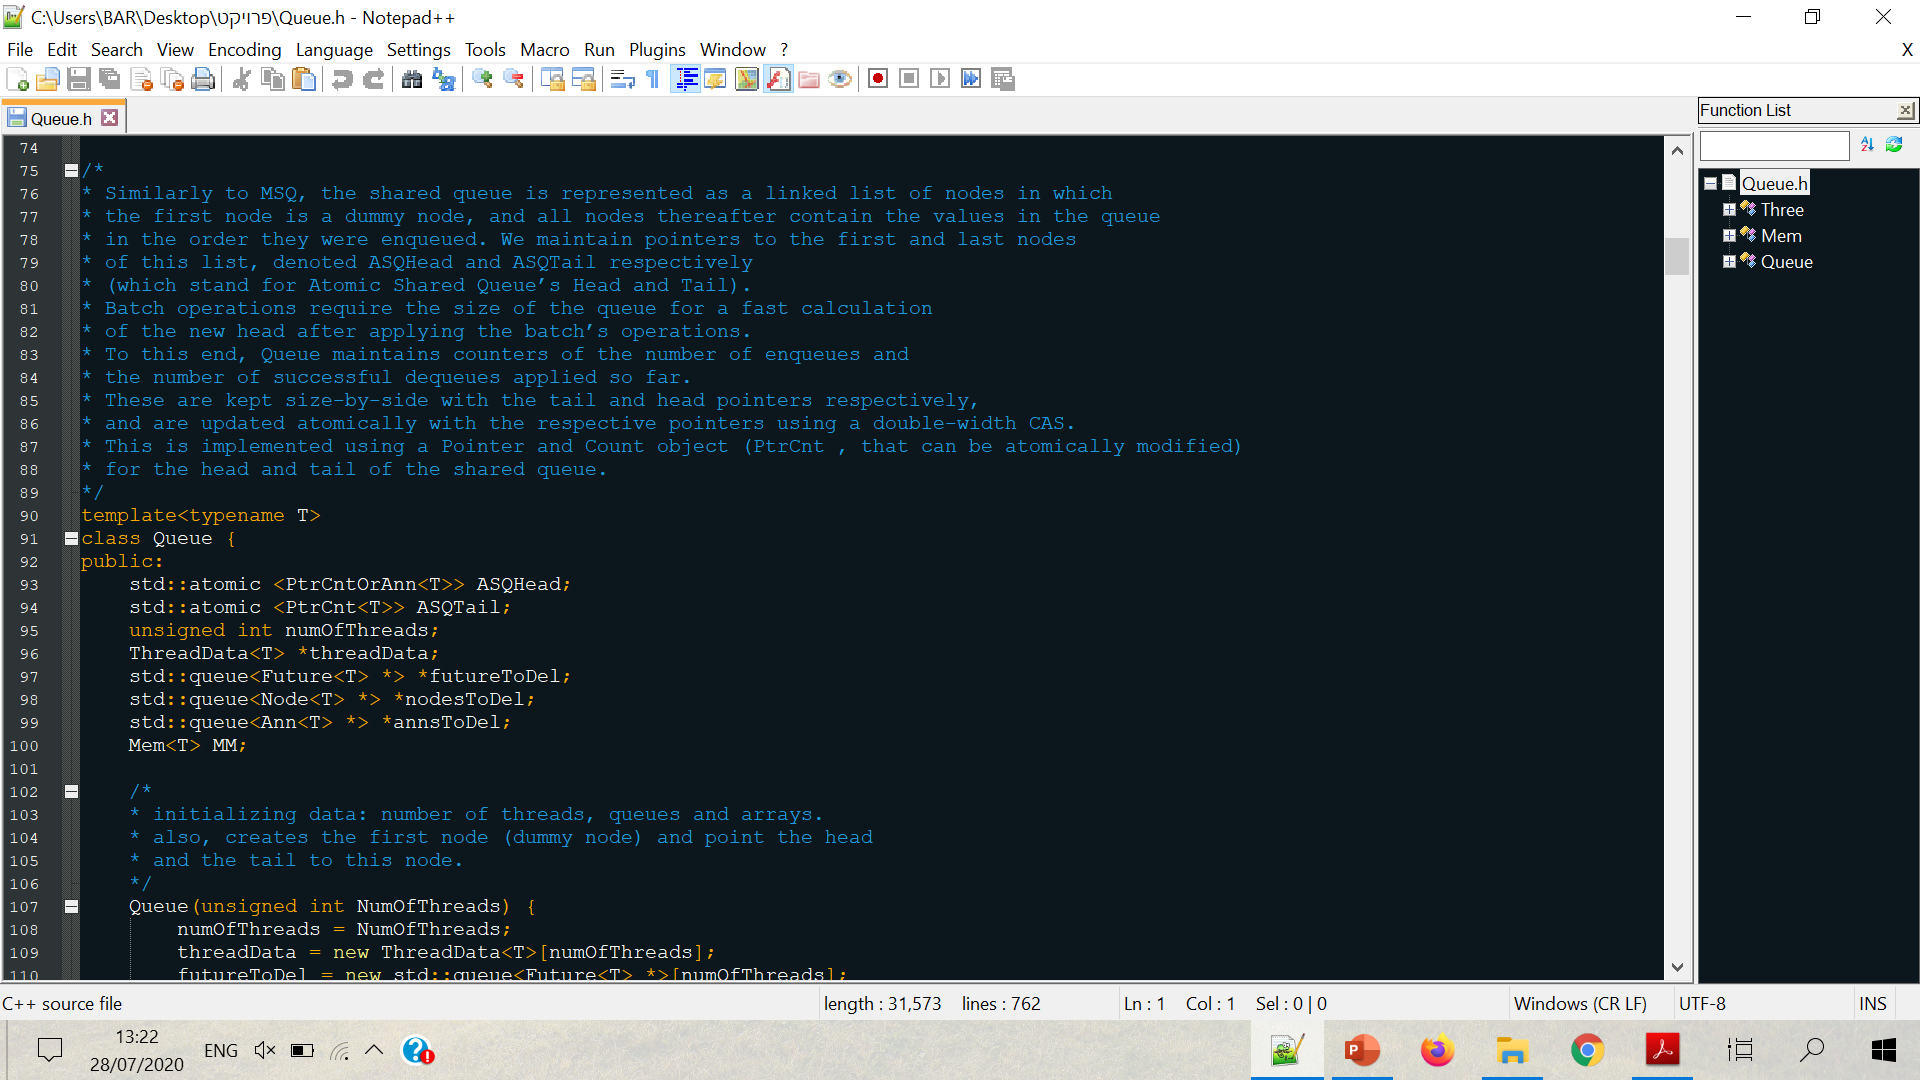 C:\Users\BAR\Desktop\פרויקט\Queue.h - Notepad++
File Edit Search View Encoding Language Settings Tools Macro Run Plugins Window ? X
Queue.h
74
75 /*
76 * Similarly to MSQ, the shared queue is represented as a linked list of nodes in which
77 * the first node is a dummy node, and all nodes thereafter contain the values in the queue
78 * in the order they were enqueued. We maintain pointers to the first and last nodes
79 * of this list, denoted ASQHead and ASQTail respectively
80 * (which stand for Atomic Shared Queue’s Head and Tail).
81 * Batch operations require the size of the queue for a fast calculation
82 * of the new head after applying the batch’s operations.
83 * To this end, Queue maintains counters of the number of enqueues and
84 * the number of successful dequeues applied so far.
85 * These are kept size-by-side with the tail and head pointers respectively,
86 * and are updated atomically with the respective pointers using a double-width CAS.
87 * This is implemented using a Pointer and Count object (PtrCnt , that can be atomically modified)
88 * for the head and tail of the shared queue.
89 */
90 template<typename T>
91 class Queue {
92 public:
93 std::atomic <PtrCntOrAnn<T>> ASQHead;
94 std::atomic <PtrCnt<T>> ASQTail;
95 unsigned int numOfThreads;
96 ThreadData<T> *threadData;
97 std::queue<Future<T> *> *futureToDel;
98 std::queue<Node<T> *> *nodesToDel;
99 std::queue<Ann<T> *> *annsToDel;
100 Mem<T> MM;
101
102 /*
103 * initializing data: number of threads, queues and arrays.
104 * also, creates the first node (dummy node) and point the head
105 * and the tail to this node.
106 */
107 Queue(unsigned int NumOfThreads) {
108 numOfThreads = NumOfThreads;
109 threadData = new ThreadData<T>[numOfThreads];
110 futureToDel = new std::queue<Future<T> *>[numOfThreads];
Function List
Queue.h
Three
Mem
Queue
C++ source file length : 31,573 lines : 762 Ln : 1 Col : 1 Sel : 0 | 0 Windows (CR LF) UTF-8 INS
13:22
28/07/2020
ENG